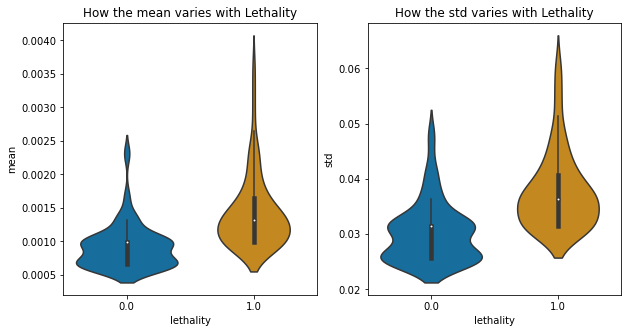 How the mean varies with Lethality
mean
0.0040
0.0035
0.0030
0.0025
0.0020
0.0015
0.0010
0.0005
0.0
1.0
lethality
How the std varies with Lethality
std
0.06
0.05
0.04
0.03
0.02
0.0
1.0
lethality